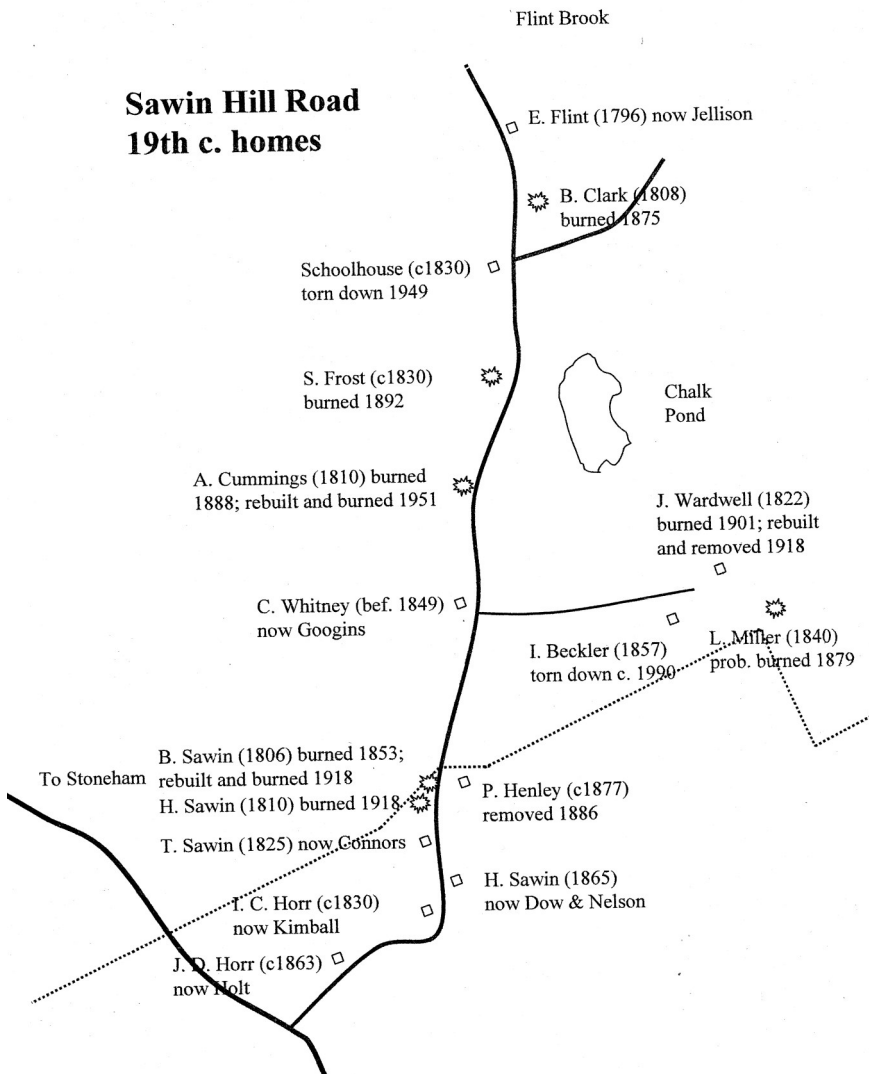 Flint Brook
Sawin Hill Road
19th c. homes
E. Flint (1796) now Jellison
B. Clark (1808)
burned 1875
Schoolhouse (c1830)
torn down 1949
S. Frost (c1830)
burned 1892
Chalk
Pond
A. Cummings (1810) burned
1888; rebuilt and burned 1951
J. Wardwell (1822)
burned 1901; rebuilt
and removed 1918
C. Whitney (bef. 1849)
now Googins
I. Beckler (1857)
torn down c. 1990
L. Miller (1840)
prob. burned 1879
B. Sawin (1806) burned 1853;
rebuilt and burned 1918
To Stoneham
H. Sawin (1810) burned 1918
P. Henley (c1877)
removed 1886
T. Sawin (1825) now Connors
H. Sawin (1865)
now Dow & Nelson
I. C. Horr (c1830)
now Kimball
J. D. Horr (c1863)
now Holt